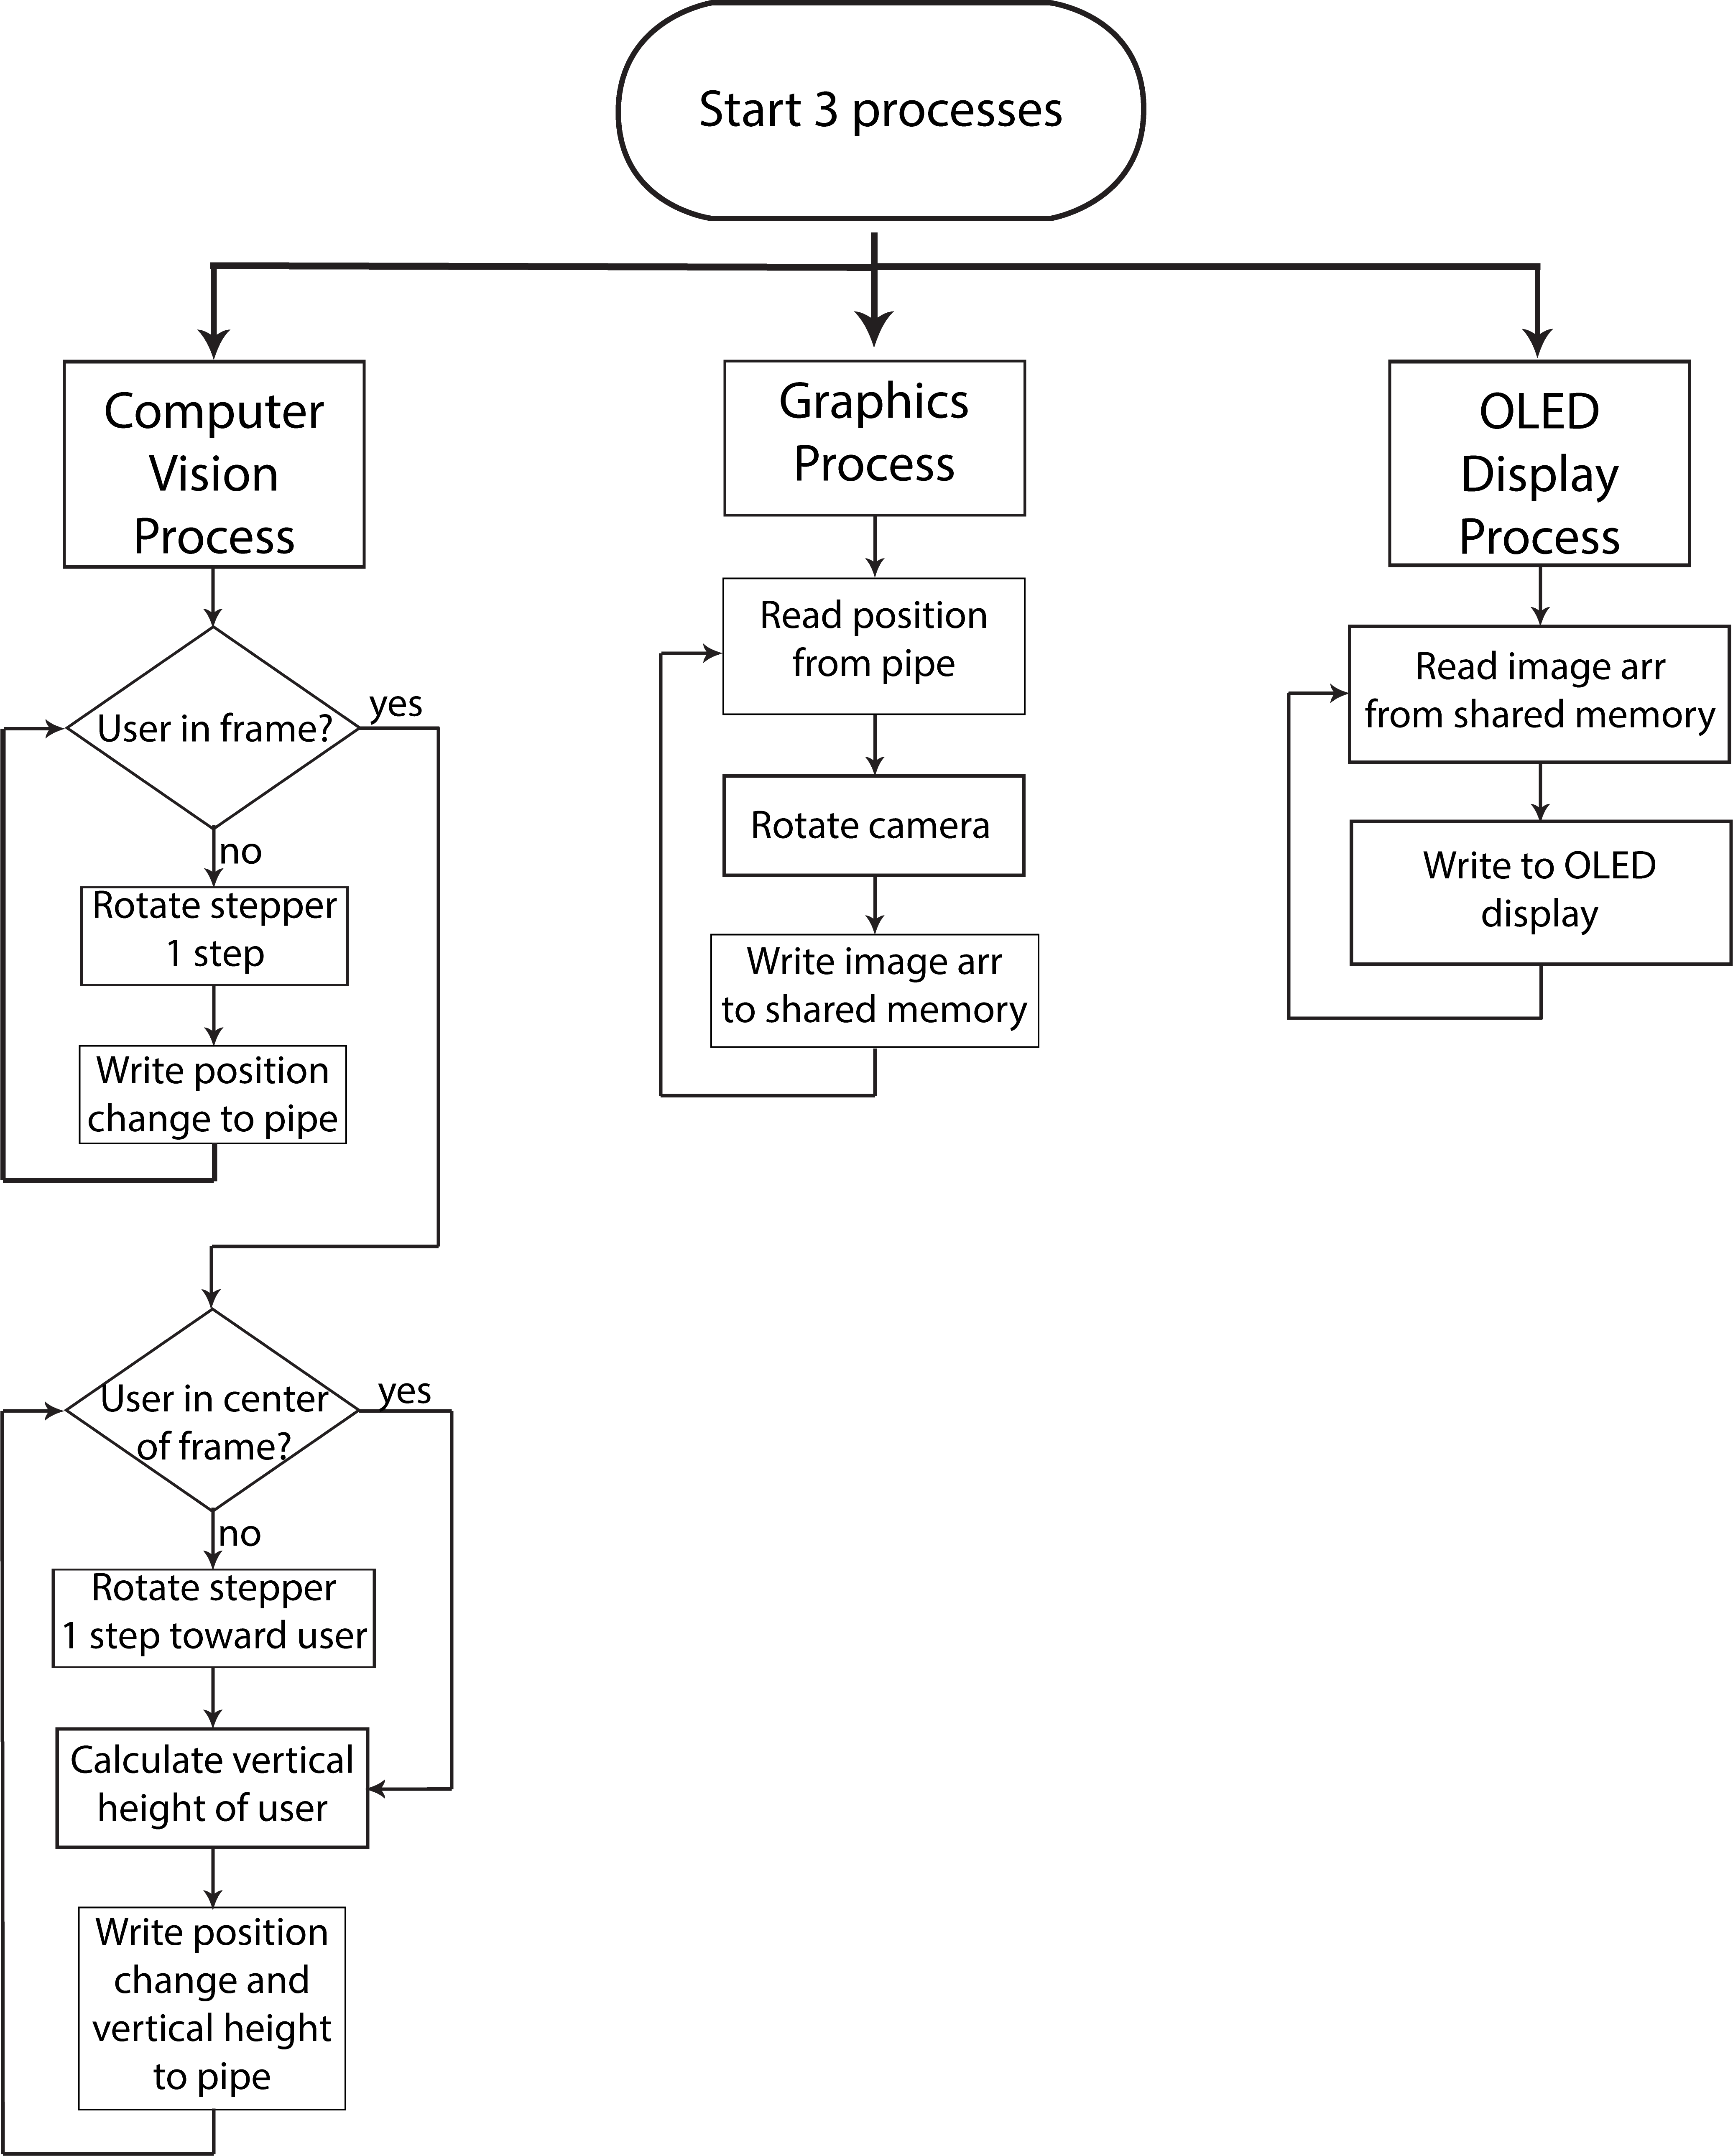 Start 3 processes
Computer
Vision
Process
User in frame?
yes
no
Rotate stepper
1 step
Write position
change to pipe
User in center
of frame?
yes
no
Rotate stepper
1 step toward user
Calculate vertical
height of user
Write position
change and
vertical height
to pipe
Graphics
Process
Read position
from pipe
Rotate camera
Write image arr
to shared memory
OLED
Display
Process
Read image arr
from shared memory
Write to OLED
display